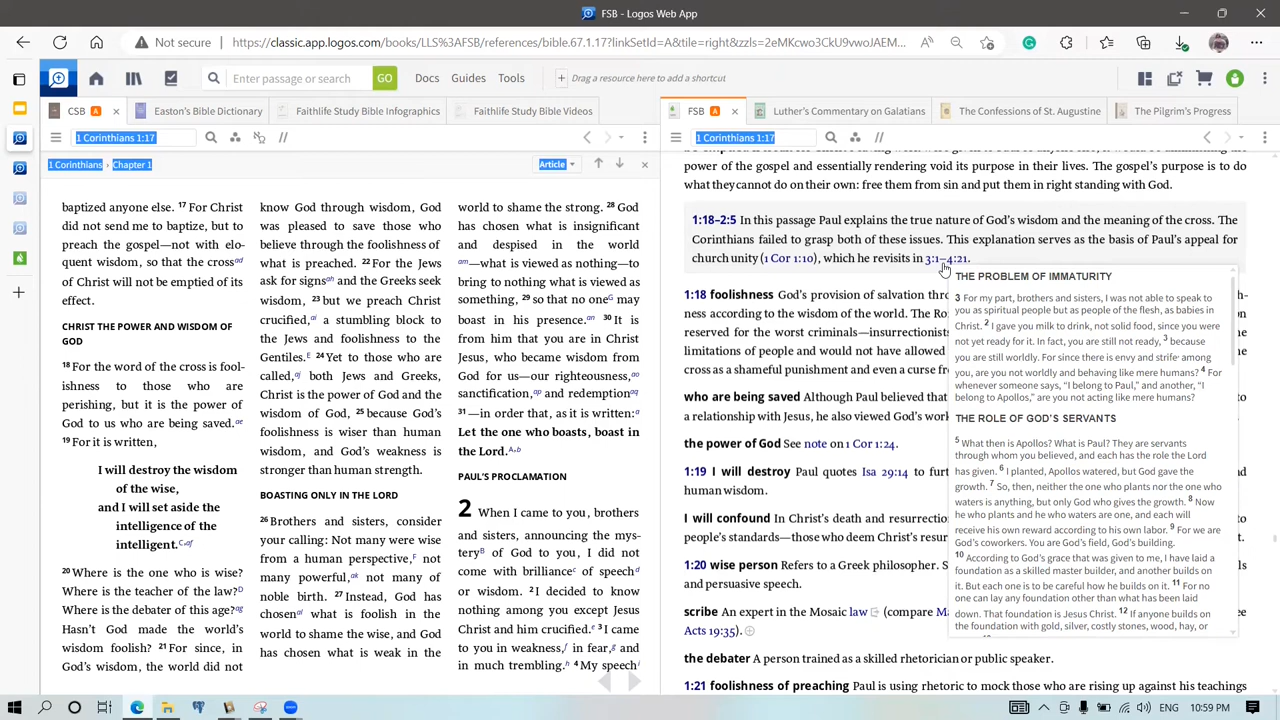 FSB | Logos Web App
Not secure | https://classic.app.logos.com/books/LLS%3AFSB/references/bible.67.1.17?linkSetId=A&tile=right&zzls=2eMKcwo3CkU9vwoJAEM...
Enter passage or search GO Docs Guides Tools Drag a resource here to add a shortcut
CSB A Easton's Bible Dictionary Faithlife Study Bible Infographics Faithlife Study Bible Videos
1 Corinthians 1:17
1 Corinthians › Chapter 1 Article
baptized anyone else. 17 For Christ
did not send me to baptize, but to
preach the gospel—not with elo-
quent wisdom, so that the cross ad
of Christ will not be emptied of its
effect.
CHRIST THE POWER AND WISDOM OF
GOD
18 For the word of the cross is fool-
ishness to those who are
perishing, but it is the power of
God to us who are being saved. ae
19 For it is written,
I will destroy the wisdom
of the wise,
and I will set aside the
intelligence of the
intelligent. C,af
20 Where is the one who is wise?
Where is the teacher of the law? D
Where is the debater of this age? ag
Hasn't God made the world's
wisdom foolish? 21 For since, in
God's wisdom, the world did not
know God through wisdom, God
was pleased to save those who
believe through the foolishness of
what is preached. 22 For the Jews
ask for signs ah and the Greeks seek
wisdom, 23 but we preach Christ
crucified, ai a stumbling block to
the Jews and foolishness to the
Gentiles. E 24 Yet to those who are
called, aj both Jews and Greeks,
Christ is the power of God and the
wisdom of God, 25 because God's
foolishness is wiser than human
wisdom, and God's weakness is
stronger than human strength.
BOASTING ONLY IN THE LORD
26 Brothers and sisters, consider
your calling: Not many were wise
from a human perspective, F not
many powerful, ak not many of
noble birth. 27 Instead, God has
chosen al what is foolish in the
world to shame the wise, and God
has chosen what is weak in the
world to shame the strong. 28 God
has chosen what is insignificant
and despised in the world
am —what is viewed as nothing—to
bring to nothing what is viewed as
something, 29 so that no one G may
boast in his presence. an 30 It is
from him that you are in Christ
Jesus, who became wisdom from
God for us—our righteousness, ao
sanctification, ap and redemption aq
31 —in order that, as it is written: a
Let the one who boasts, boast in
the Lord. A,b
PAUL'S PROCLAMATION
2 When I came to you, brothers
and sisters, announcing the mys-
tery B of God to you, I did not
come with brilliance c of speech d
or wisdom. 2 I decided to know
nothing among you except Jesus
Christ and him crucified. e 3 I came
to you in weakness, f in fear, g and
in much trembling. h 4 My speech i
FSB A Luther's Commentary on Galatians The Confessions of St. Augustine The Pilgrim's Progress
1 Corinthians 1:17
power of the gospel and essentially rendering void its purpose in their lives. The gospel's purpose is to do
what they cannot do on their own: free them from sin and put them in right standing with God.
1:18–2:5 In this passage Paul explains the true nature of God's wisdom and the meaning of the cross. The
Corinthians failed to grasp both of these issues. This explanation serves as the basis of Paul's appeal for
church unity (1 Cor 1:10), which he revisits in 3:1–4:21.
1:18 foolishness God's provision of salvation thr
ness according to the wisdom of the world. The Ro
reserved for the worst criminals—insurrectionists
limitations of people and would not have allowed
cross as a shameful punishment and even a curse fr
who are being saved Although Paul believed that to
a relationship with Jesus, he also viewed God's work
the power of God See note on 1 Cor 1:24.
1:19 I will destroy Paul quotes Isa 29:14 to furt and
human wisdom.
I will confound In Christ's death and resurrection to
people's standards—those who deem Christ's resur
1:20 wise person Refers to a Greek philosopher. S ds
and persuasive speech.
scribe An expert in the Mosaic law (compare Ma ee
Acts 19:35).
the debater A person trained as a skilled rhetorician or public speaker.
1:21 foolishness of preaching Paul is using rhetoric to mock those who are rising up against his teachings
THE PROBLEM OF IMMATURITY
3 For my part, brothers and sisters, I was not able to speak to
you as spiritual people but as people of the flesh, as babies in
Christ. 2 I gave you milk to drink, not solid food, since you were
not yet ready for it. In fact, you are still not ready, 3 because
you are still worldly. For since there is envy and strife among
you, are you not worldly and behaving like mere humans? 4 For
whenever someone says, “I belong to Paul,” and another, “I
belong to Apollos,” are you not acting like mere humans?
THE ROLE OF GOD'S SERVANTS
5 What then is Apollos? What is Paul? They are servants
through whom you believed, and each has the role the Lord
has given. 6 I planted, Apollos watered, but God gave the
growth. 7 So, then, neither the one who plants nor the one who
waters is anything, but only God who gives the growth. 8 Now
he who plants and he who waters are one, and each will
receive his own reward according to his own labor. 9 For we are
God's coworkers. You are God's field, God's building.
10 According to God's grace that was given to me, I have laid a
foundation as a skilled master builder, and another builds on
it. But each one is to be careful how he builds on it. 11 For no
one can lay any foundation other than what has been laid
down. That foundation is Jesus Christ. 12 If anyone builds on
the foundation with gold, silver, costly stones, wood, hay, or
ENG 10:59 PM